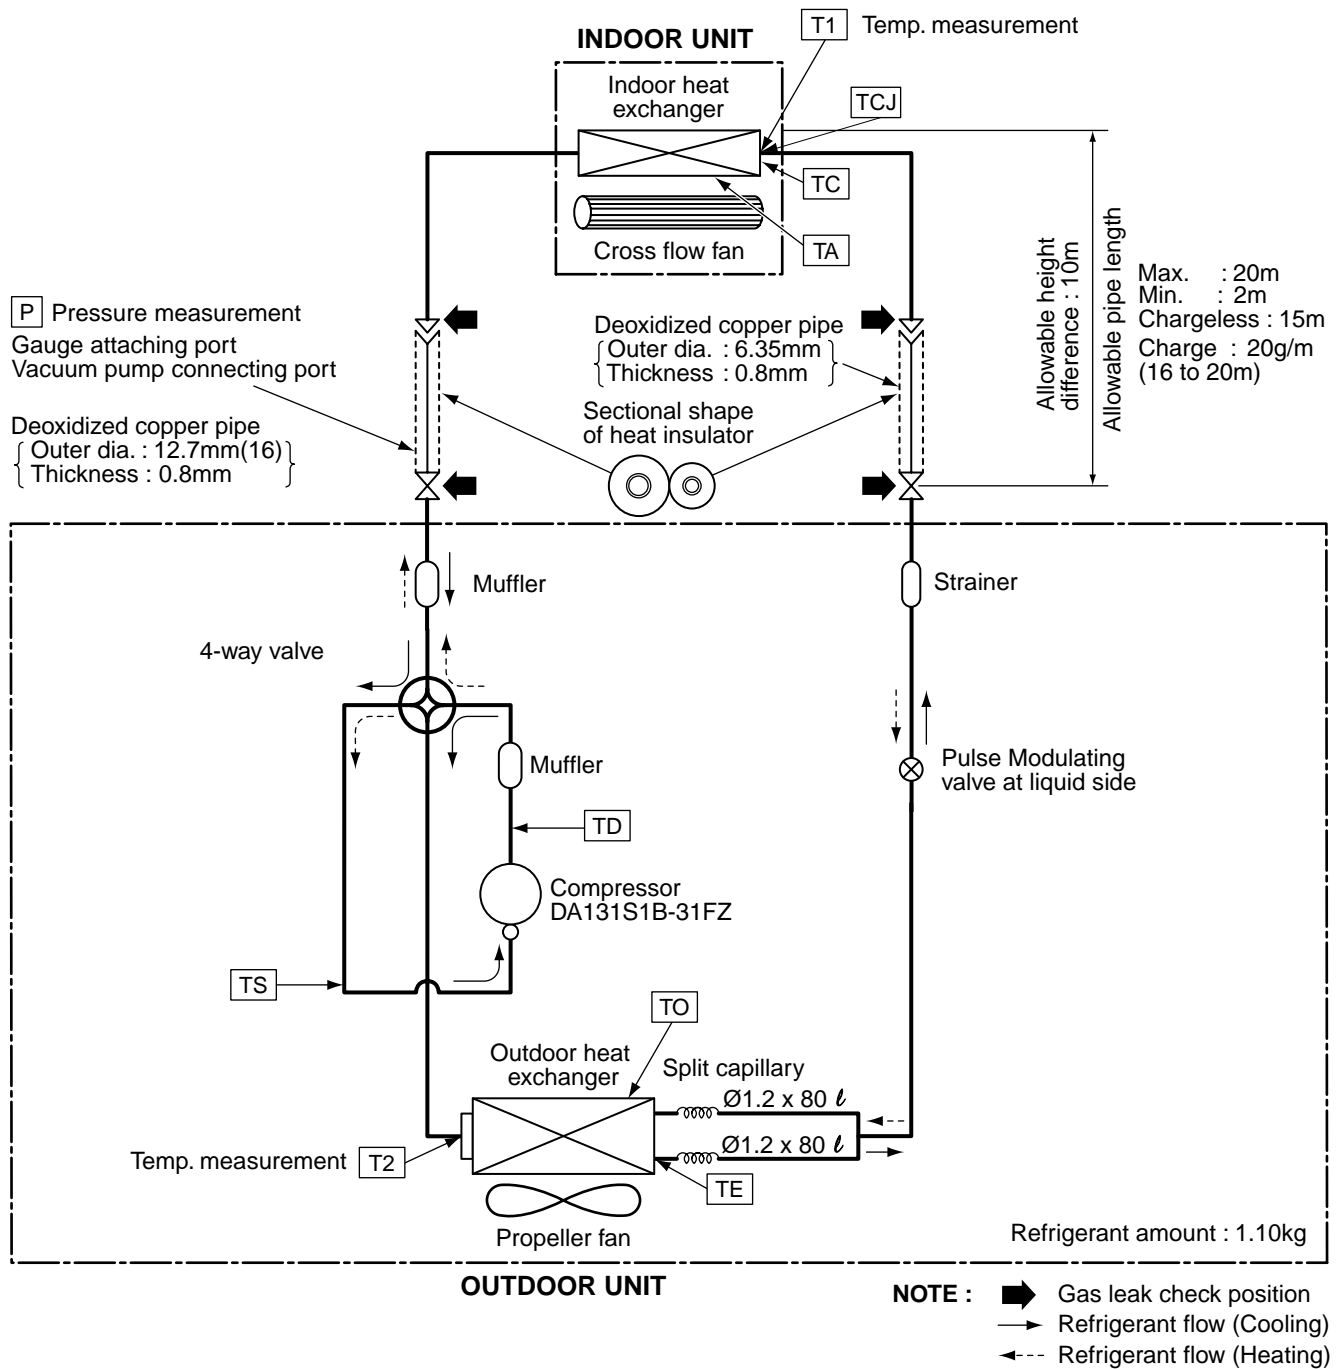 T1 Temp. measurement
INDOOR UNIT
Indoor heat
exchanger
TCJ
TC
Cross flow fan
TA
P Pressure measurement
Gauge attaching port
Vacuum pump connecting port
Deoxidized copper pipe
Outer dia. : 12.7mm(16)
Thickness : 0.8mm
Deoxidized copper pipe
Outer dia. : 6.35mm
Thickness : 0.8mm
Sectional shape
of heat insulator
Allowable height
difference : 10m
Allowable pipe length
Max. : 20m
Min. : 2m
Chargeless : 15m
Charge : 20g/m
(16 to 20m)
Muffler
Strainer
4-way valve
Muffler
Pulse Modulating
valve at liquid side
TD
Compressor
DA131S1B-31FZ
TS
TO
Outdoor heat
exchanger
Split capillary
Ø1.2 x 80 ℓ
Ø1.2 x 80 ℓ
Temp. measurement T2
TE
Propeller fan
Refrigerant amount : 1.10kg
OUTDOOR UNIT
NOTE :
Gas leak check position
Refrigerant flow (Cooling)
Refrigerant flow (Heating)